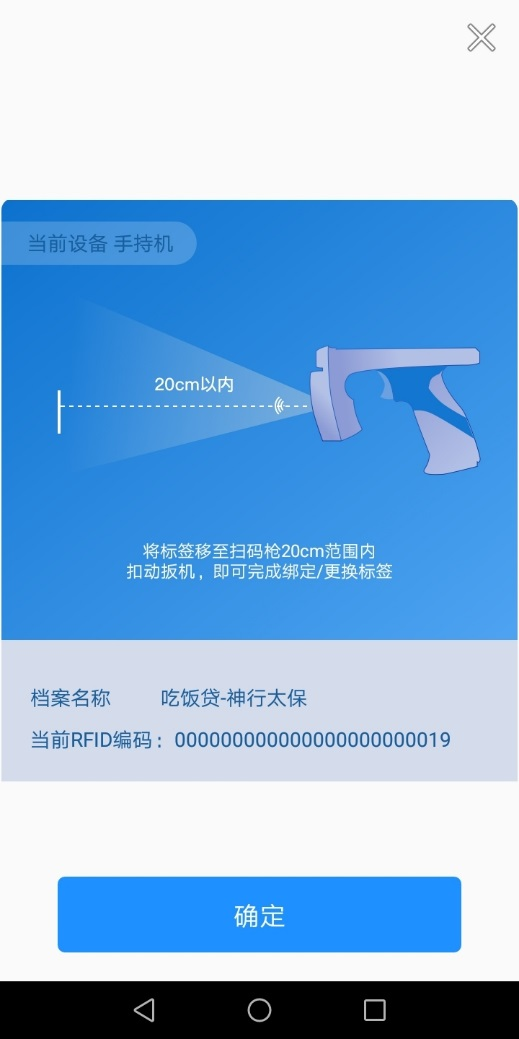 当前设备 手持机
20cm以内
将标签移至扫码枪20cm范围内
扣动扳机，即可完成绑定/更换标签
档案名称 吃饭贷-神行太保
当前RFID编码：000000000000000000000019
确定